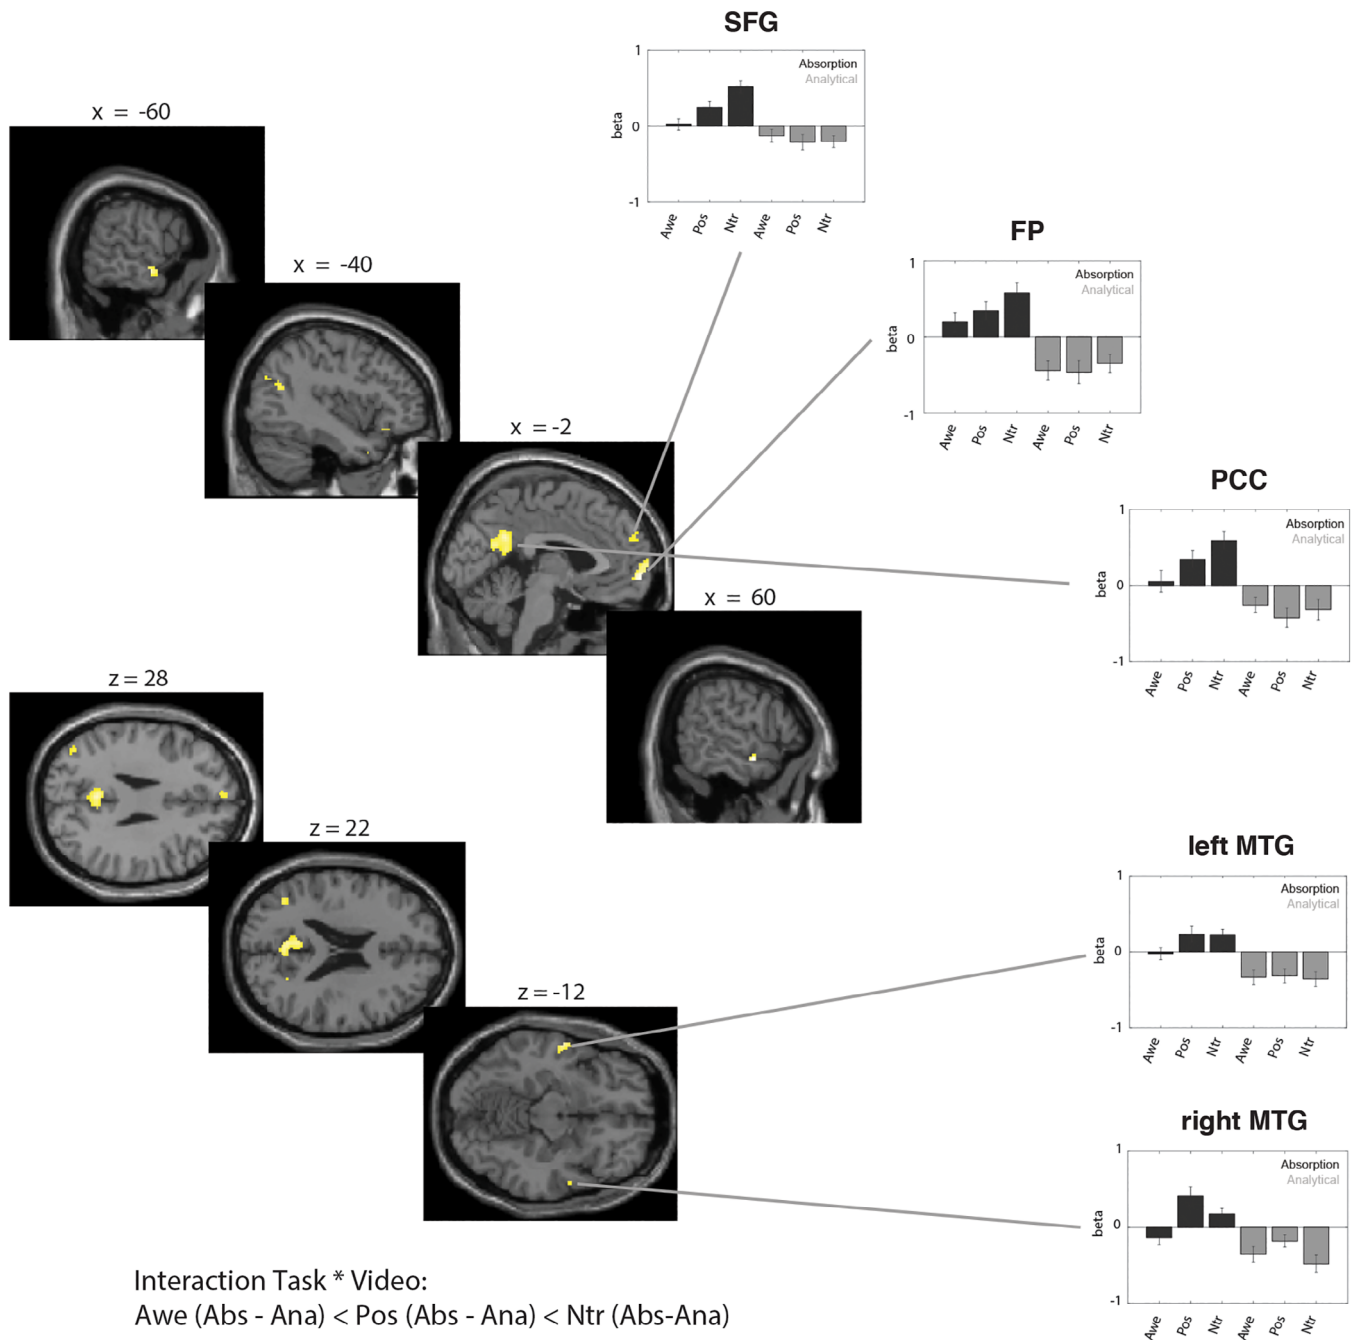 SFG
1
Absorption
Analytical
beta
0
-1
Awe Pos Ntr Awe Pos Ntr
x = -60
FP
1
Absorption
Analytical
beta
0
-1
Awe Pos Ntr Awe Pos Ntr
x = -40
x = -2
PCC
1
Absorption
Analytical
beta
0
-1
Awe Pos Ntr Awe Pos Ntr
x = 60
z = 28
z = 22
z = -12
left MTG
1
Absorption
Analytical
beta
0
-1
Awe Pos Ntr Awe Pos Ntr
right MTG
1
Absorption
Analytical
beta
0
-1
Awe Pos Ntr Awe Pos Ntr
Interaction Task * Video:
Awe (Abs - Ana) < Pos (Abs - Ana) < Ntr (Abs-Ana)